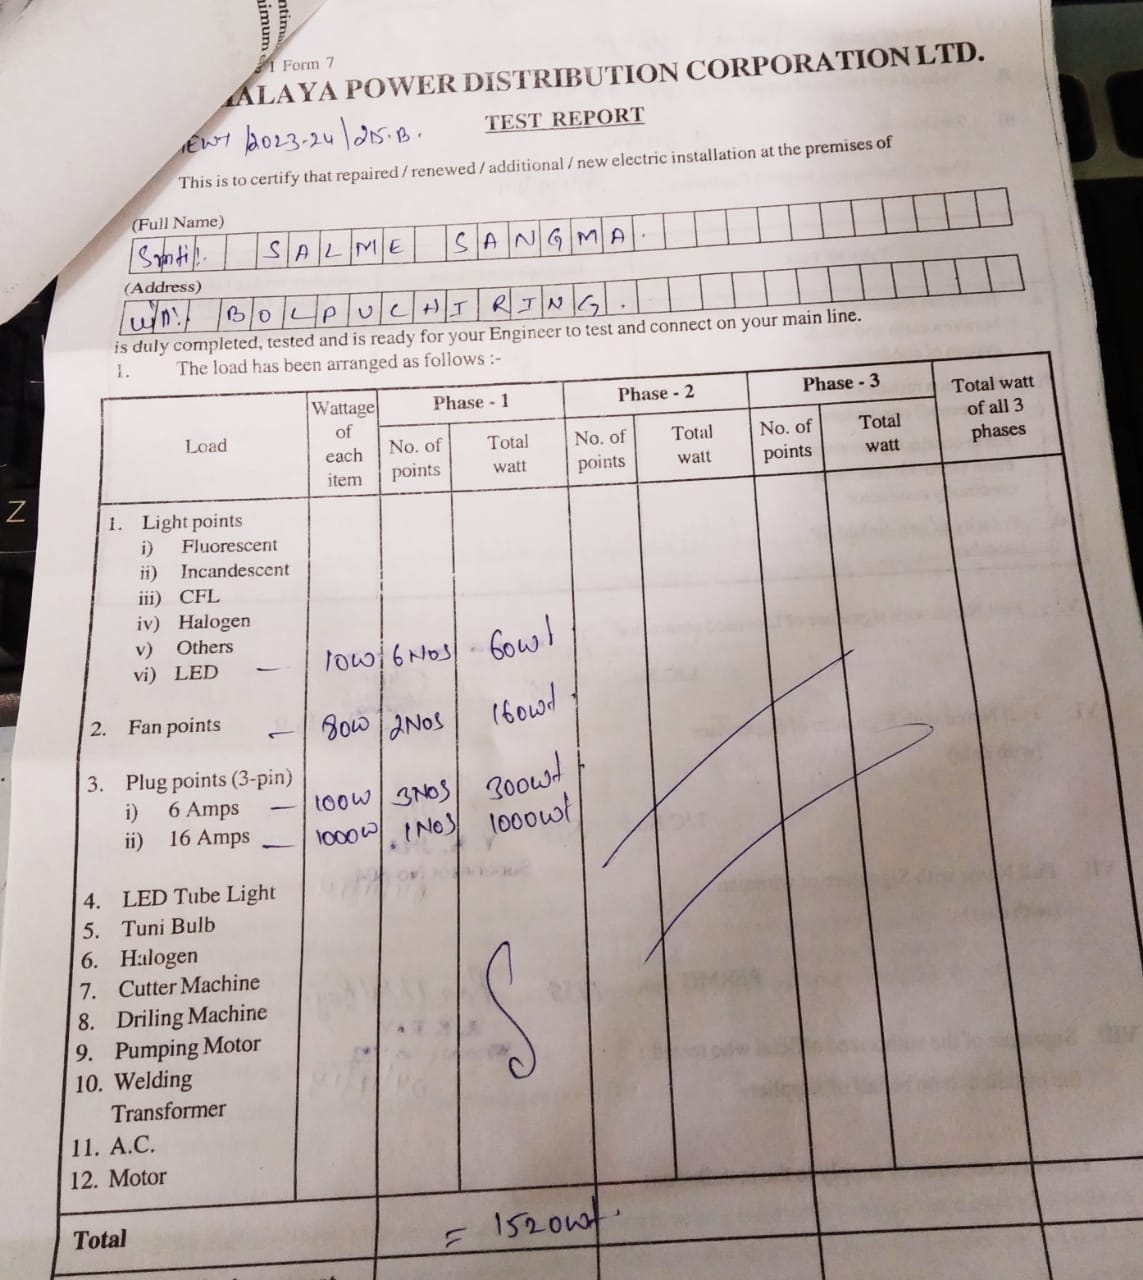 Form 7
ALAYA POWER DISTRIBUTION CORPORATION LTD.
TEST REPORT
/2023-24/215.B.
This is to certify that repaired / renewed / additional / new electric installation at the premises of
(Full Name)
Smti. SALME SANGMA.
(Address)
BOLPUCHIRING.
is duly completed, tested and is ready for your Engineer to test and connect on your main line.
1. The load has been arranged as follows :-
Load Wattage of each item Phase - 1 Phase - 2 Phase - 3 Total watt of all 3 phases
No. of points Total watt No. of points Total watt No. of points Total watt
1. Light points
i) Fluorescent
ii) Incandescent
iii) CFL
iv) Halogen
v) Others
vi) LED — 10W 6 Nos 60wt
2. Fan points — 80W 2Nos 160wt
3. Plug points (3-pin)
i) 6 Amps — 100W 3Nos 300wt
ii) 16 Amps — 1000W 1Nos 1000wt
4. LED Tube Light
5. Tuni Bulb
6. Halogen
7. Cutter Machine
8. Driling Machine
9. Pumping Motor
10. Welding
Transformer
11. A.C.
12. Motor
Total = 1520wt.
Z